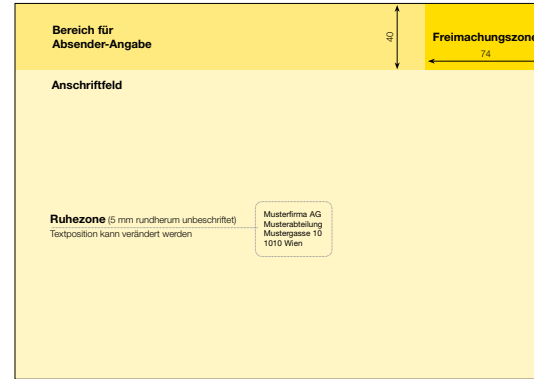 Bereich für
Absender-Angabe
40
Freimachungszone
74
Anschriftfeld
Ruhezone (5 mm rundherum unbeschriftet)
Textposition kann verändert werden
Musterfirma AG
Musterabteilung
Mustergasse 10
1010 Wien